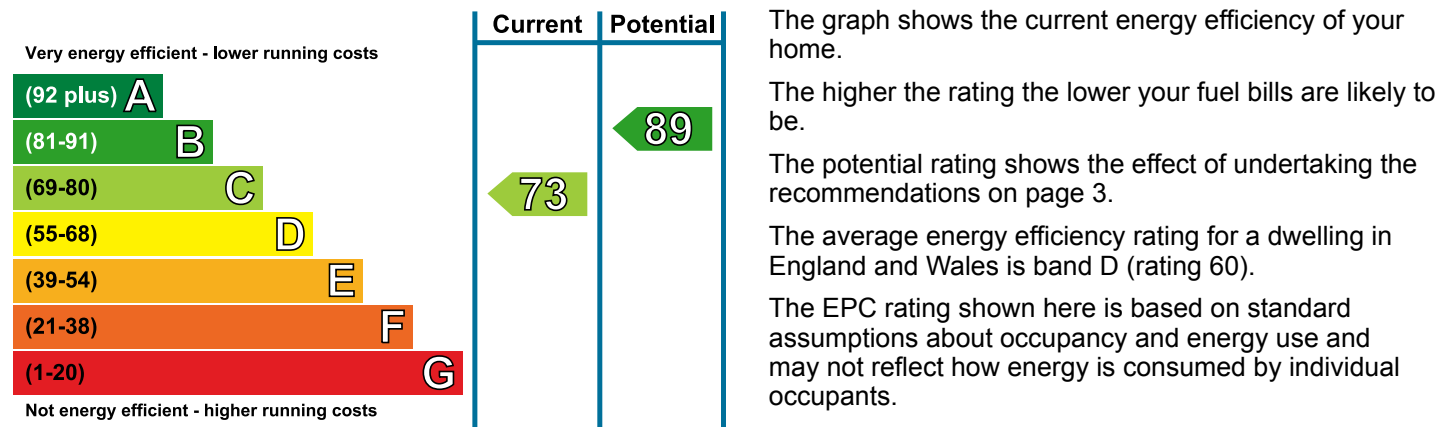 Current Potential
Very energy efficient - lower running costs
(92 plus) A
(81-91) B
89
(69-80) C
73
(55-68) D
(39-54) E
(21-38) F
(1-20) G
Not energy efficient - higher running costs
The graph shows the current energy efficiency of your
home.
The higher the rating the lower your fuel bills are likely to
be.
The potential rating shows the effect of undertaking the
recommendations on page 3.
The average energy efficiency rating for a dwelling in
England and Wales is band D (rating 60).
The EPC rating shown here is based on standard
assumptions about occupancy and energy use and
may not reflect how energy is consumed by individual
occupants.